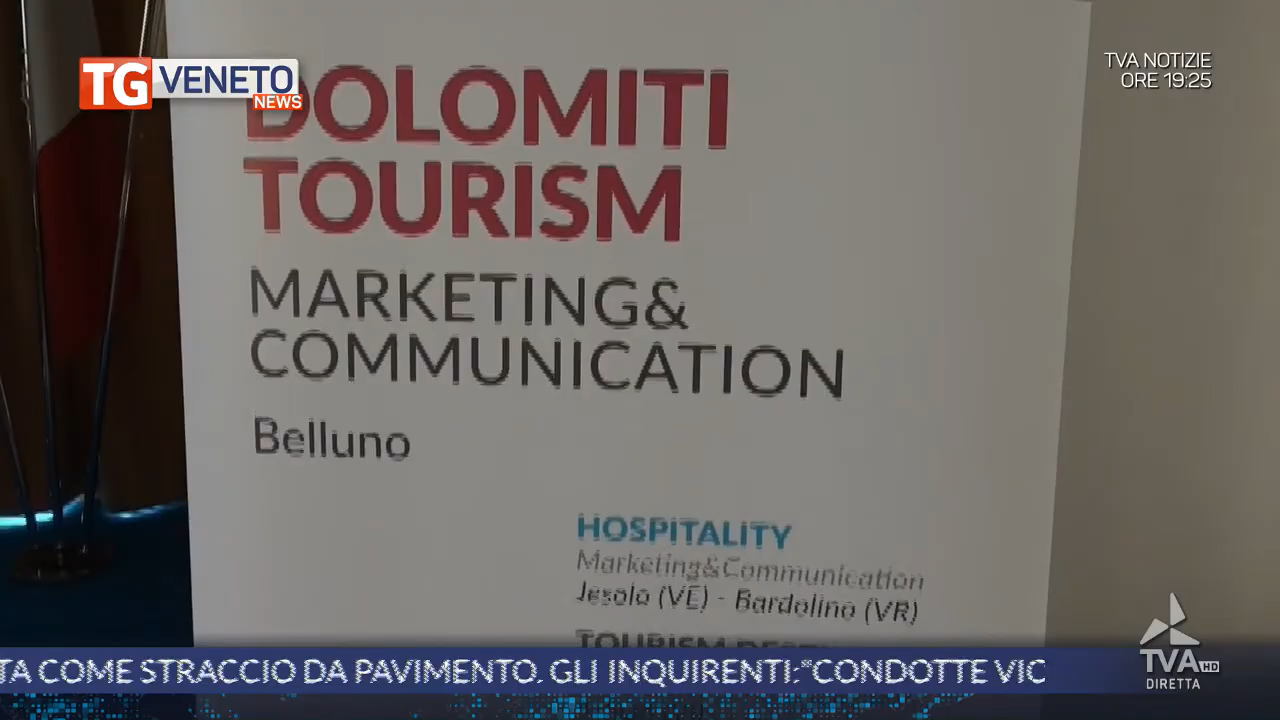 TG VENETO
NEWS
TVA NOTIZIE
ORE 19:25
DOLOMITI
TOURISM
MARKETING&
COMMUNICATION
Belluno
HOSPITALITY
Marketing&Communication
Jesolo (VE) - Bardolino (VR)
TOURISM
TA COME STRACCIO DA PAVIMENTO. GLI INQUIRENTI: "CONDOTTE VIC
TVA HD
DIRETTA